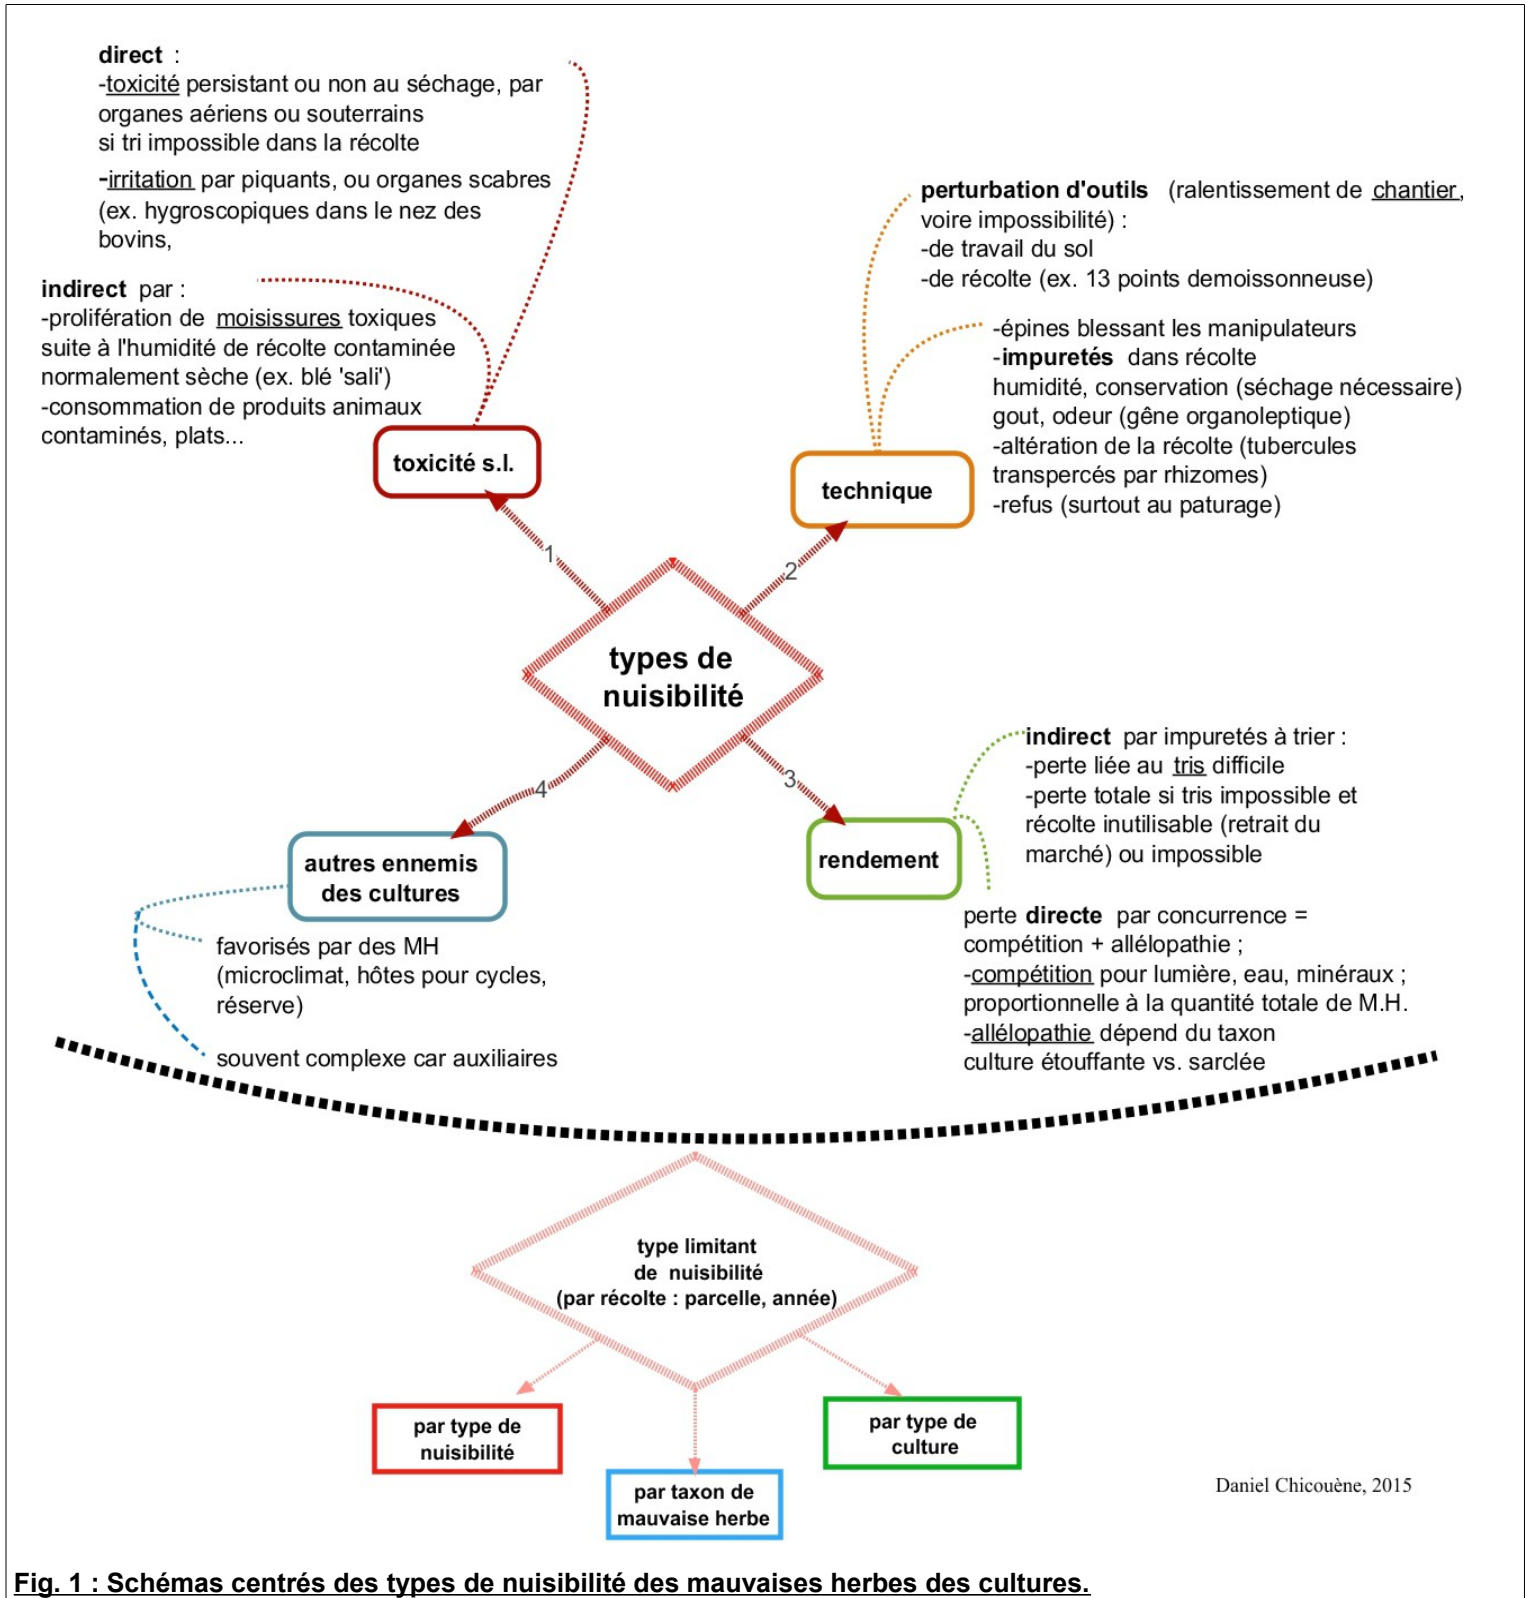 direct :
-toxicité persistant ou non au séchage, par
organes aériens ou souterrains
si tri impossible dans la récolte
-irritation par piquants, ou organes scabres
(ex. hygroscopiques dans le nez des
bovins,
indirect par :
-prolifération de moisissures toxiques
suite à l'humidité de récolte contaminée
normalement sèche (ex. blé 'sali')
-consommation de produits animaux
contaminés, plats...
toxicité s.l.
perturbation d'outils (ralentissement de chantier,
voire impossibilité) :
-de travail du sol
-de récolte (ex. 13 points demoissonneuse)
-épines blessant les manipulateurs
-impuretés dans récolte
humidité, conservation (séchage nécessaire)
gout, odeur (gêne organoleptique)
-altération de la récolte (tubercules
transpercés par rhizomes)
-refus (surtout au paturage)
technique
1
2
types de
nuisibilité
3
4
indirect par impuretés à trier :
-perte liée au tris difficile
-perte totale si tris impossible et
récolte inutilisable (retrait du
marché) ou impossible
rendement
perte directe par concurrence =
compétition + allélopathie ;
-compétition pour lumière, eau, minéraux ;
proportionnelle à la quantité totale de M.H.
-allélopathie dépend du taxon
culture étouffante vs. sarclée
autres ennemis
des cultures
favorisés par des MH
(microclimat, hôtes pour cycles,
réserve)
souvent complexe car auxiliaires
type limitant
de nuisibilité
(par récolte : parcelle, année)
par type de
nuisibilité
par taxon de
mauvaise herbe
par type de
culture
Daniel Chicouène, 2015
Fig. 1 : Schémas centrés des types de nuisibilité des mauvaises herbes des cultures.